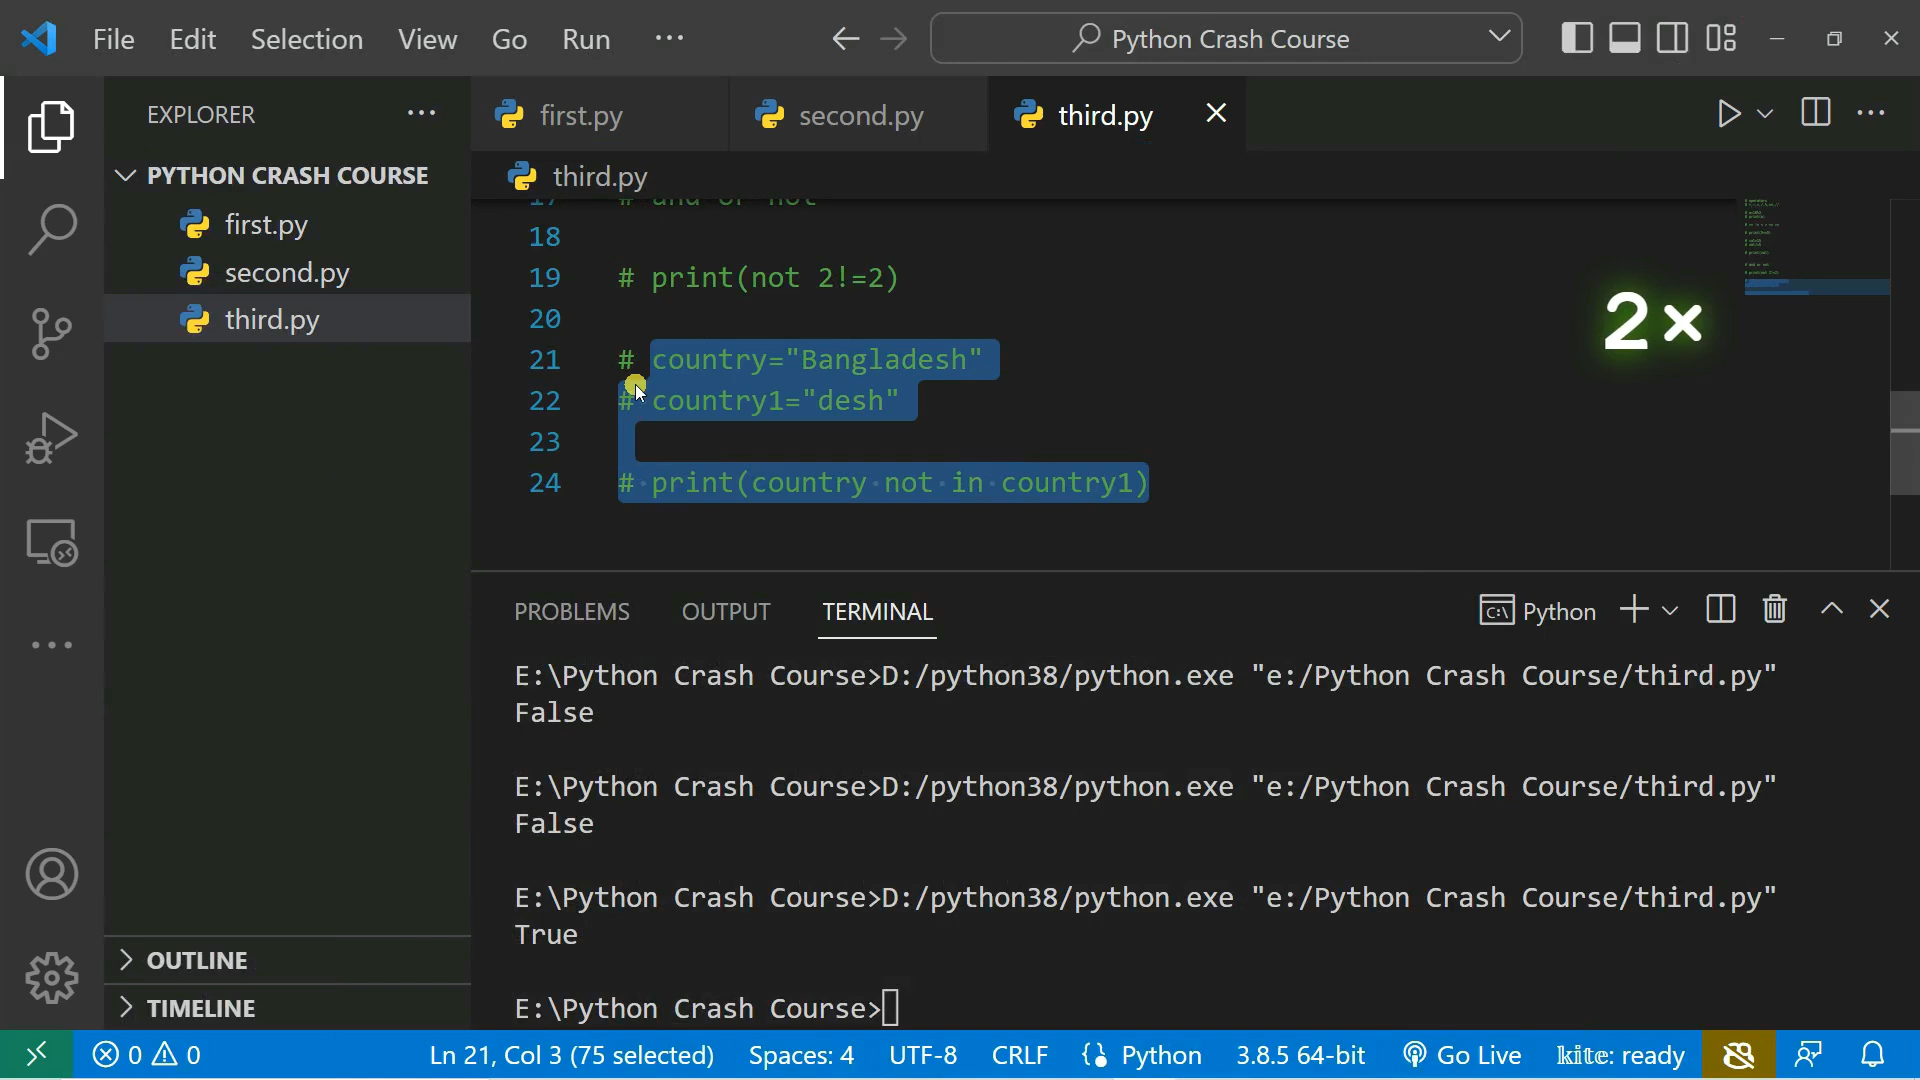 File Edit Selection View Go Run ···
Python Crash Course
EXPLORER
PYTHON CRASH COURSE
first.py
second.py
third.py
OUTLINE
TIMELINE
first.py second.py third.py
third.py
17 # and or not
18
19 # print(not 2!=2)
20
21 # country="Bangladesh"
22 # country1="desh"
23
24 # print(country not in country1)
2×
PROBLEMS OUTPUT TERMINAL
Python
E:\Python Crash Course>D:/python38/python.exe "e:/Python Crash Course/third.py"
False
E:\Python Crash Course>D:/python38/python.exe "e:/Python Crash Course/third.py"
False
E:\Python Crash Course>D:/python38/python.exe "e:/Python Crash Course/third.py"
True
E:\Python Crash Course>
0 0 Ln 21, Col 3 (75 selected) Spaces: 4 UTF-8 CRLF Python 3.8.5 64-bit Go Live kite: ready